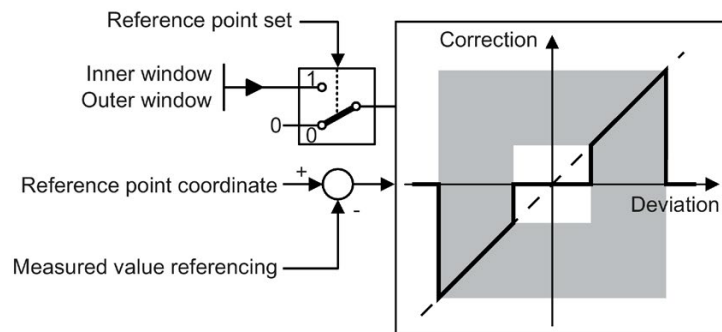 Reference point set
Correction
Inner window
Outer window
1
0
0
Reference point coordinate
+
-
Deviation
Measured value referencing